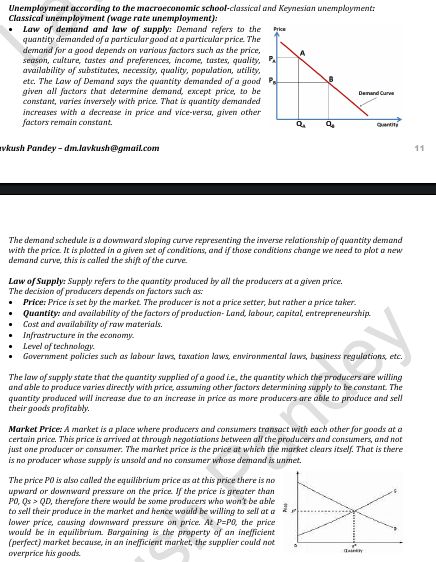 Unemployment according to the macroeconomic school-classical and Keynesian unemployment:
Classical unemployment (wage rate unemployment):
• Law of demand and law of supply: Demand refers to the
quantity demanded of a particular good at a particular price. The
demand for a good depends on various factors such as the price,
season, culture, tastes and preferences, income, tastes, quality,
availability of substitutes, necessity, quality, population, utility,
etc. The Law of Demand says the quantity demanded of a good
given all factors that determine demand, except price, to be
constant, varies inversely with price. That is quantity demanded
increases with a decrease in price and vice-versa, given other
factors remain constant.
Price
A
PA
B
PB
Demand Curve
QA
QB
Quantity
vkush Pandey – dm.lavkush@gmail.com
11
The demand schedule is a downward sloping curve representing the inverse relationship of quantity demand
with the price. It is plotted in a given set of conditions, and if those conditions change we need to plot a new
demand curve, this is called the shift of the curve.
Law of Supply: Supply refers to the quantity produced by all the producers at a given price.
The decision of producers depends on factors such as:
• Price: Price is set by the market. The producer is not a price setter, but rather a price taker.
• Quantity: and availability of the factors of production- Land, labour, capital, entrepreneurship.
• Cost and availability of raw materials.
• Infrastructure in the economy.
• Level of technology.
• Government policies such as labour laws, taxation laws, environmental laws, business regulations, etc.
The law of supply state that the quantity supplied of a good i.e., the quantity which the producers are willing
and able to produce varies directly with price, assuming other factors determining supply to be constant. The
quantity produced will increase due to an increase in price as more producers are able to produce and sell
their goods profitably.
Market Price: A market is a place where producers and consumers transact with each other for goods at a
certain price. This price is arrived at through negotiations between all the producers and consumers, and not
just one producer or consumer. The market price is the price at which the market clears itself. That is there
is no producer whose supply is unsold and no consumer whose demand is unmet.
The price P0 is also called the equilibrium price as at this price there is no
upward or downward pressure on the price. If the price is greater than
P0, Qs > QD, therefore there would be some producers who won't be able
to sell their produce in the market and hence would be willing to sell at a
lower price, causing downward pressure on price. At P=P0, the price
would be in equilibrium. Bargaining is the property of an inefficient
(perfect) market because, in an inefficient market, the supplier could not
overprice his goods.
Price
S
D
Quantity
ush Pandey